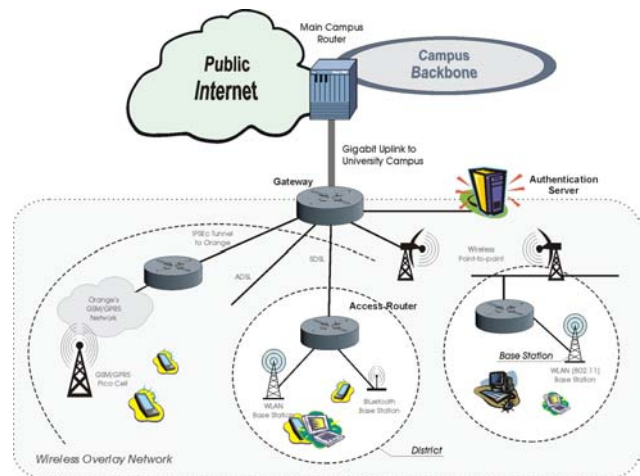 Main Campus
Router
Public
Internet
Campus
Backbone
Gigabit Uplink to
University Campus
Gateway
Authentication
Server
IPSec Tunnel
to Orange
ADSL
SDSL
Wireless
Point-to-point
Orange's
GSM/GPRS
Network
Access Router
GSM/GPRS
Pico Cell
WLAN
Base Station
Bluetooth
Base Station
Base Station
WLAN (802.11)
Base Station
District
Wireless Overlay Network